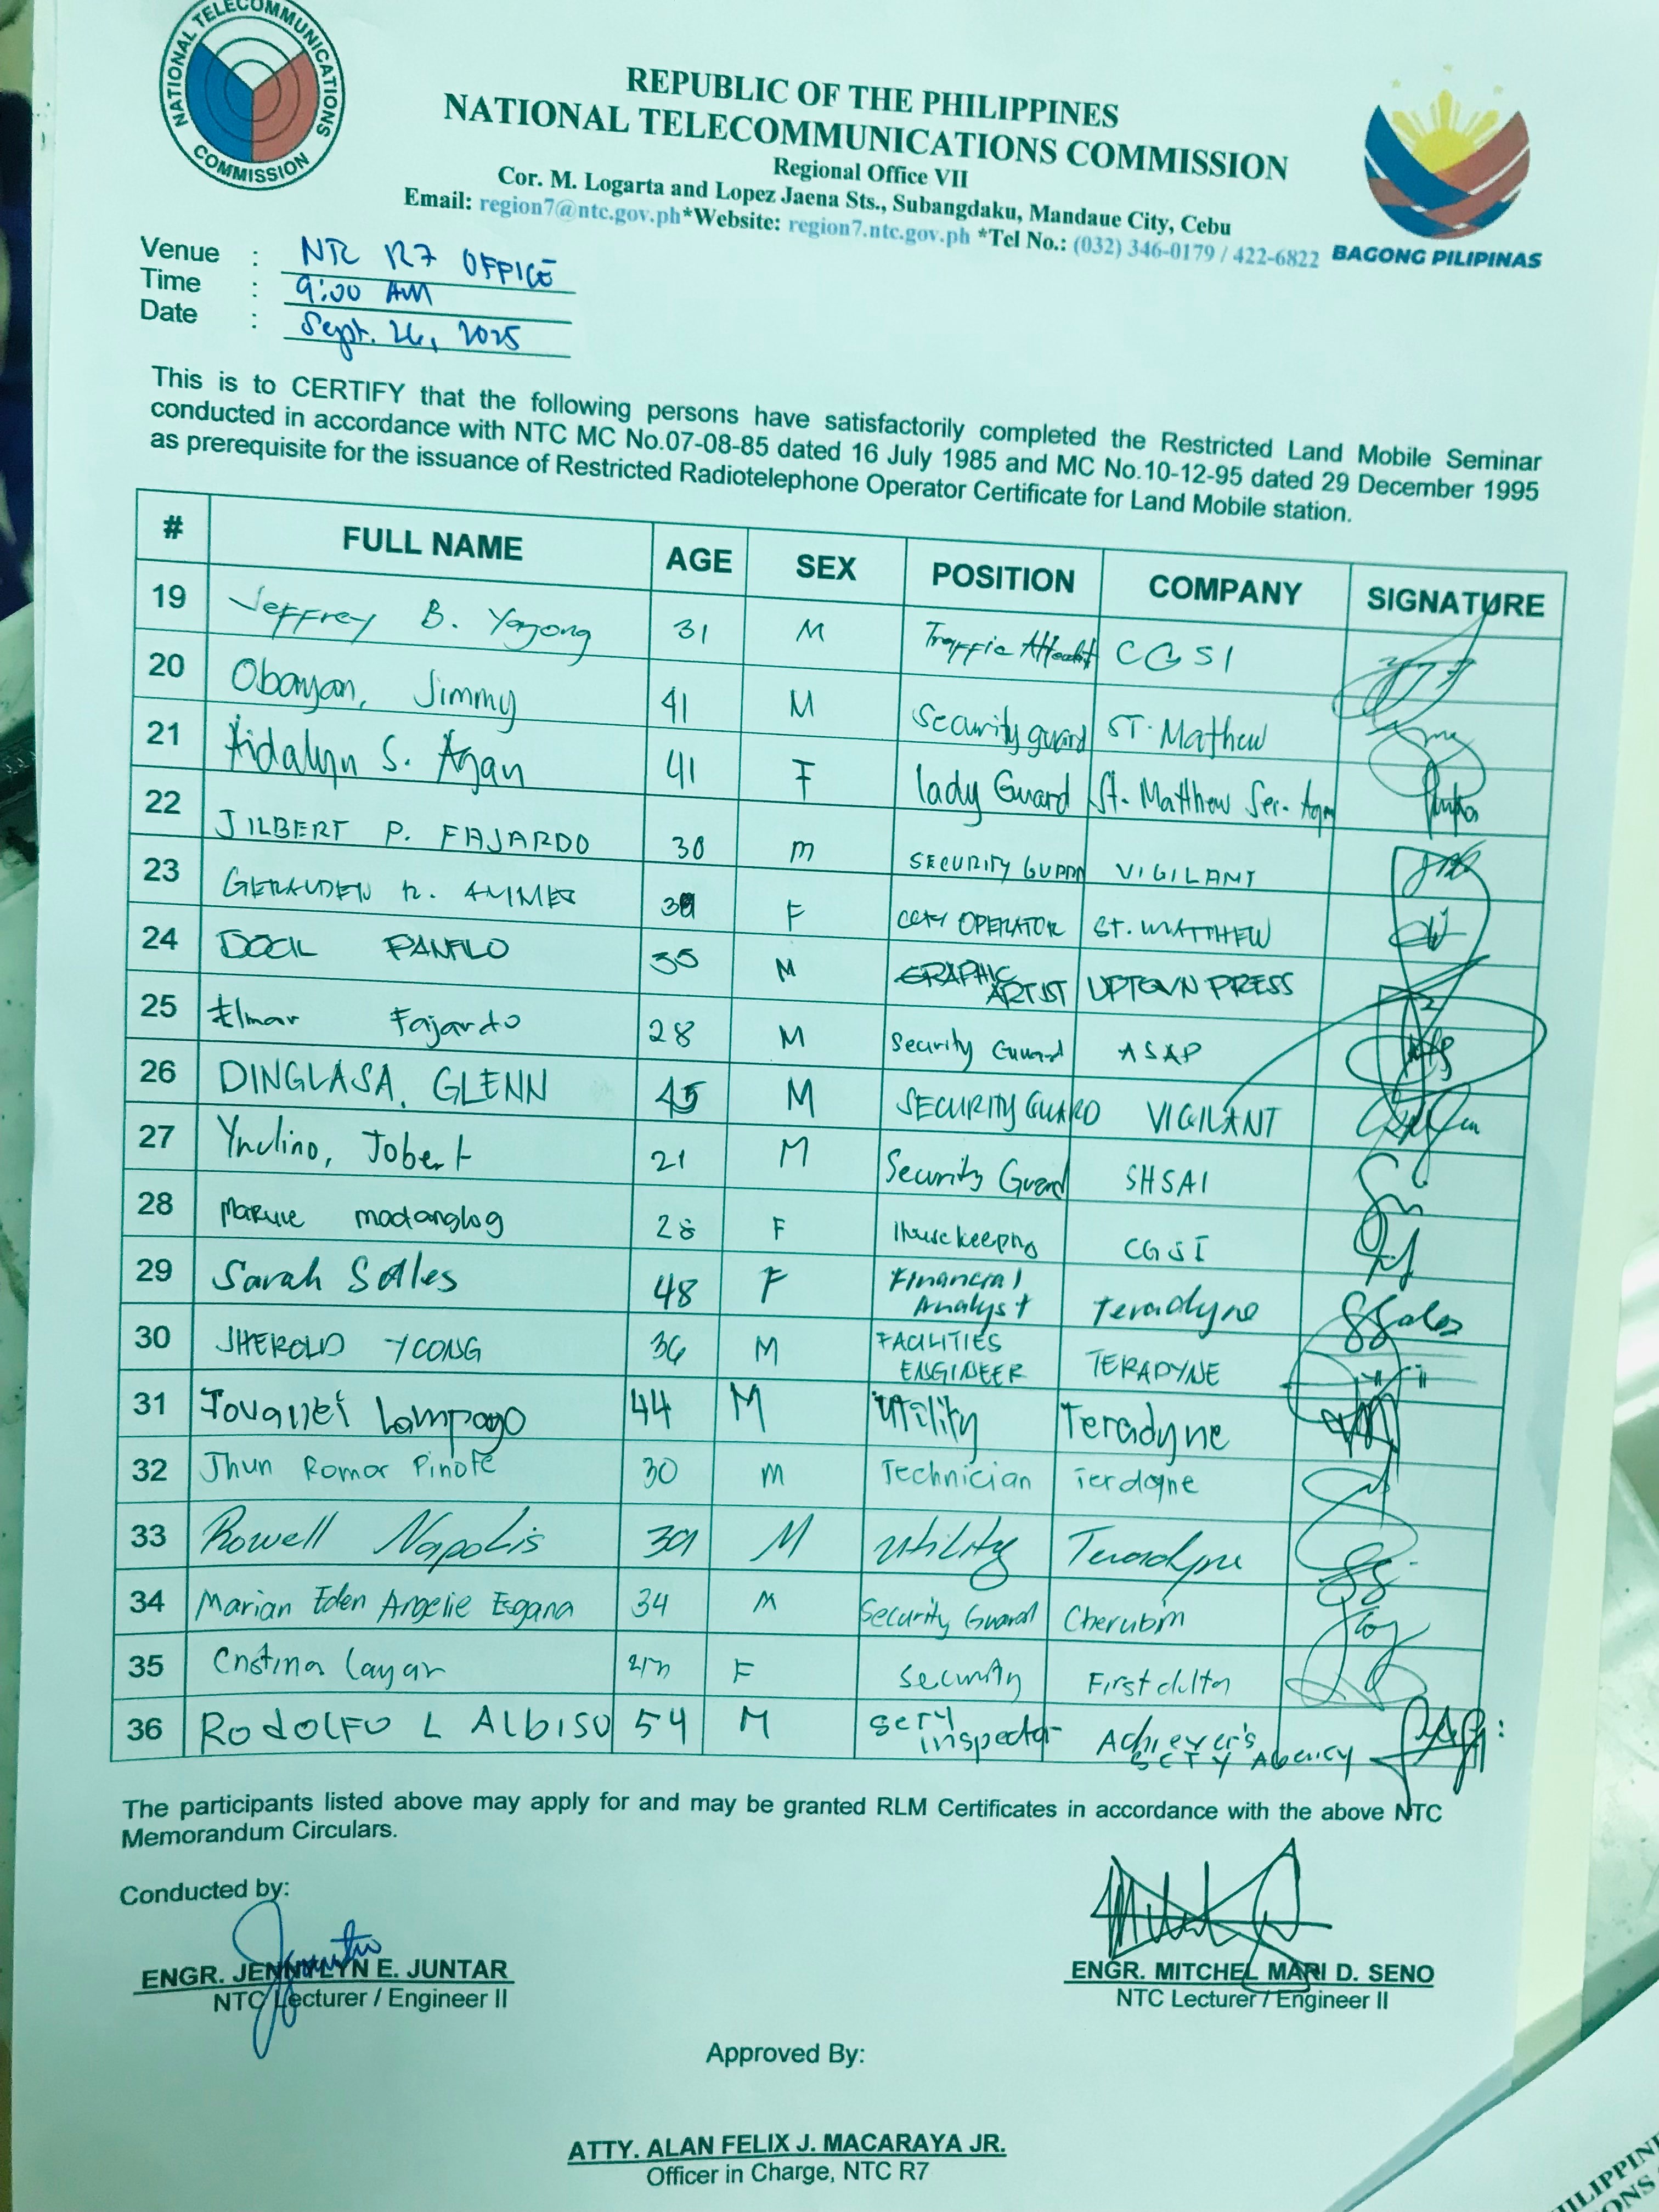 NATIONAL TELECOMMUNICATIONS COMMISSION
REPUBLIC OF THE PHILIPPINES
NATIONAL TELECOMMUNICATIONS COMMISSION
Regional Office VII
Cor. M. Logarta and Lopez Jaena Sts., Subangdaku, Mandaue City, Cebu
Email: region7@ntc.gov.ph*Website: region7.ntc.gov.ph *Tel No.: (032) 346-0179 / 422-6822
BAGONG PILIPINAS
Venue : NTC R7 OFFICE
Time : 9:00 AM
Date : Sept. 26, 2025
This is to CERTIFY that the following persons have satisfactorily completed the Restricted Land Mobile Seminar
conducted in accordance with NTC MC No.07-08-85 dated 16 July 1985 and MC No.10-12-95 dated 29 December 1995
as prerequisite for the issuance of Restricted Radiotelephone Operator Certificate for Land Mobile station.
# FULL NAME AGE SEX POSITION COMPANY SIGNATURE
19 Jeffrey B. Yagong 31 M Traffic CGSI
20 Obayan, Jimmy 41 M Security guard ST. Mathew
21 Aidalyn S. Agan 41 F lady Guard St. Matthew Sec.
22 JILBERT P. FAJARDO 30 M SECURITY GUARD VIGILANT
23 F OPERATOR ST. MATTHEW
24 DOCIL PANFILO 35 M GRAPHIC ARTIST UPTOWN PRESS
25 Elmar Fajardo 28 M Security Guard ASAP
26 DINGLASA, GLENN 45 M SECURITY GUARD VIGILANT
27 Jobert 21 M Security Guard SHSAI
28 madanglog 28 F Housekeeping CGSI
29 Sarah Salles 48 F Financial Analyst Teradyne
30 JHEROLD YCONG 36 M FACILITIES ENGINEER TERADYNE
31 Lampago 44 M Utility Teradyne
32 Jhun Romar Pinote 30 M Technician Terdyne
33 Rowell Napolis 39 M Utility Teradyne
34 Marian Eden Angelie Egana 34 M Security Guard Cherubim
35 Cristina Layar F Security First delta
36 RODOLFO L ALBISO 54 M Scty inspector Achiever's SCTY Agency
The participants listed above may apply for and may be granted RLM Certificates in accordance with the above NTC
Memorandum Circulars.
Conducted by:
ENGR. JENNYLYN E. JUNTAR
NTC Lecturer / Engineer II
ENGR. MITCHEL MARI D. SENO
NTC Lecturer / Engineer II
Approved By:
ATTY. ALAN FELIX J. MACARAYA JR.
Officer in Charge, NTC R7